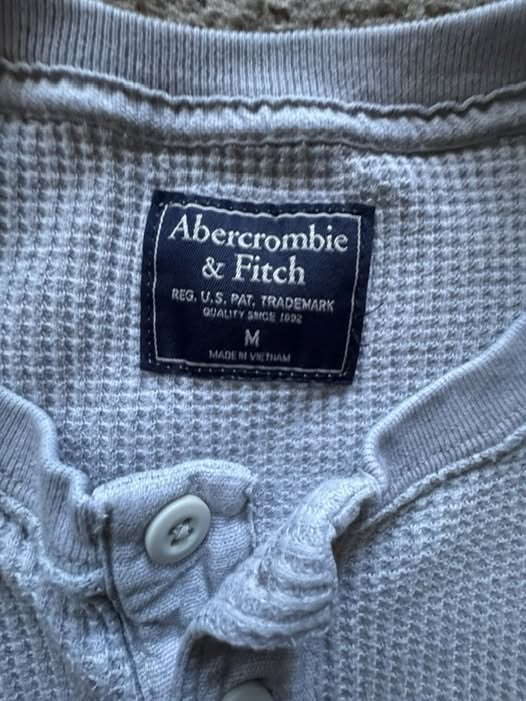 Abercrombie
& Fitch
REG. U.S. PAT. TRADEMARK
QUALITY SINCE 1892
M
MADE IN VIETNAM